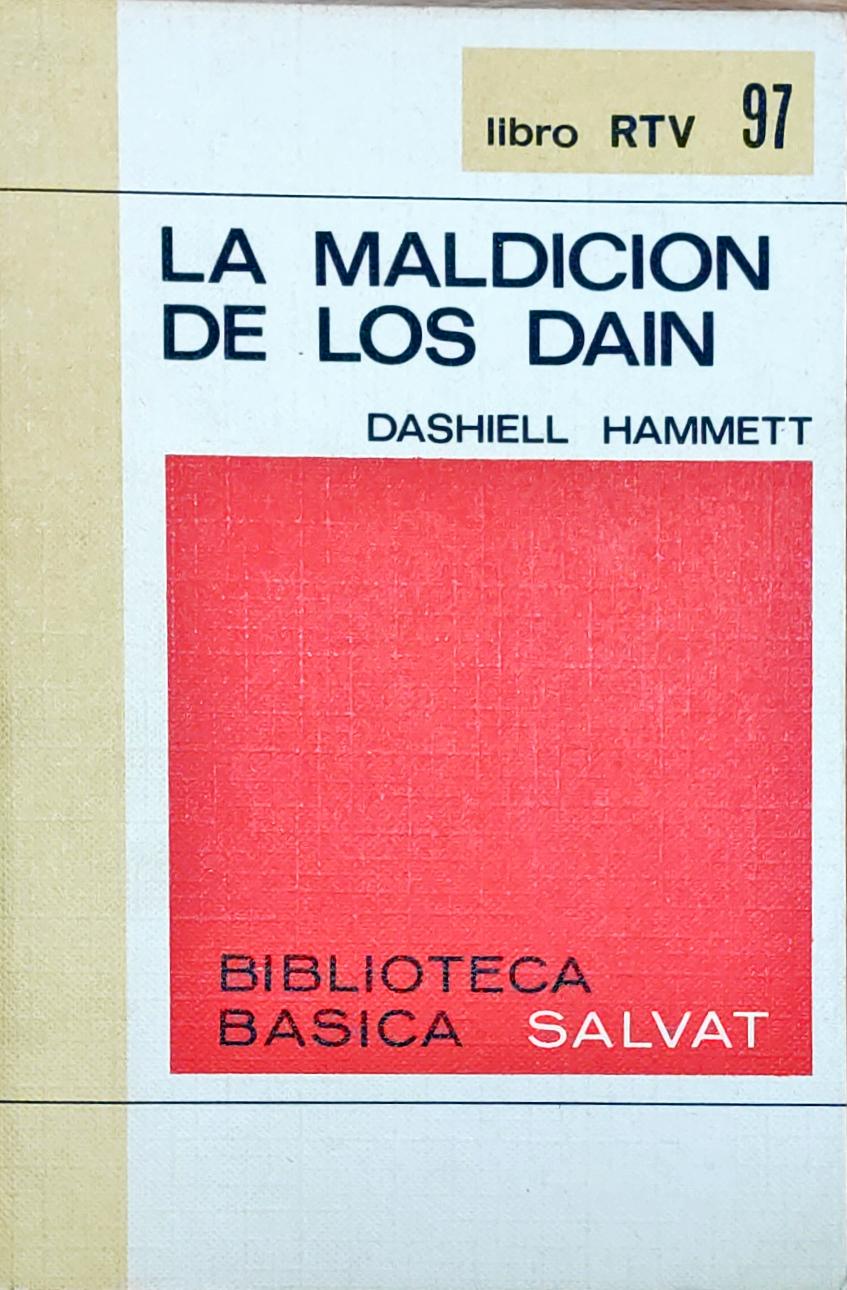 libro RTV 97
LA MALDICION
DE LOS DAIN
DASHIELL HAMMETT
BIBLIOTECA
BASICA SALVAT